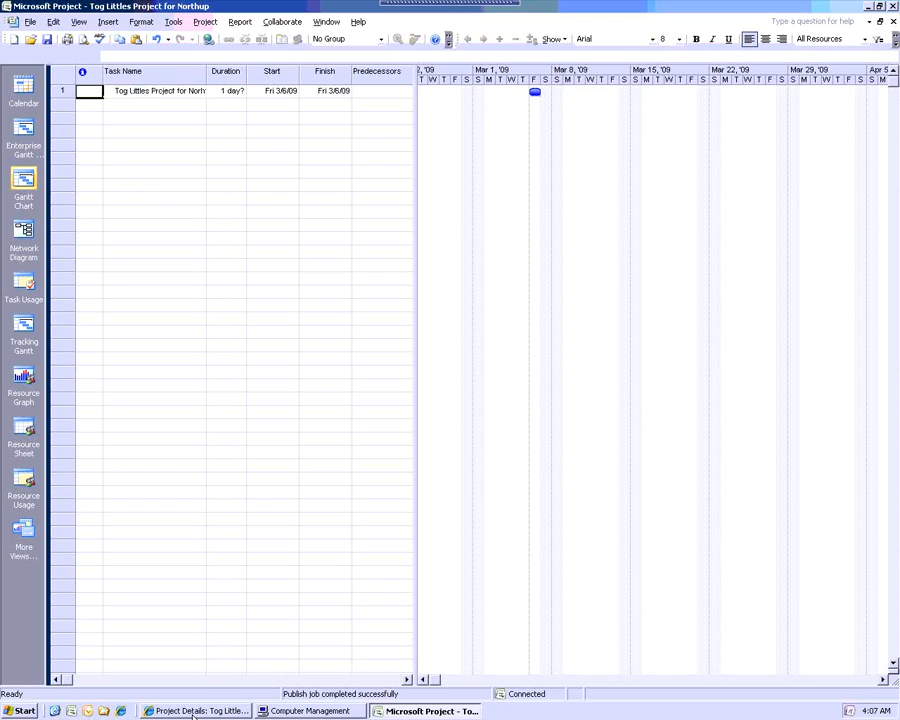 Microsoft Project - Tog Littles Project for Northup
File Edit View Insert Format Tools Project Report Collaborate Window Help
Type a question for help
No Group
Show
Arial
8
B I U
All Resources
Task Name Duration Start Finish Predecessors
1 Tog Littles Project for North 1 day? Fri 3/6/09 Fri 3/6/09
2, '09 Mar 1, '09 Mar 8, '09 Mar 15, '09 Mar 22, '09 Mar 29, '09 Apr 5
T W T F S S M T W T F S S M T W T F S S M T W T F S S M T W T F S S M T W T F S S M
Calendar
Enterprise
Gantt ...
Gantt
Chart
Network
Diagram
Task Usage
Tracking
Gantt
Resource
Graph
Resource
Sheet
Resource
Usage
More
Views...
Ready
Publish job completed successfully
Connected
Start
Project Details: Tog Little...
Computer Management
Microsoft Project - To...
4:07 AM